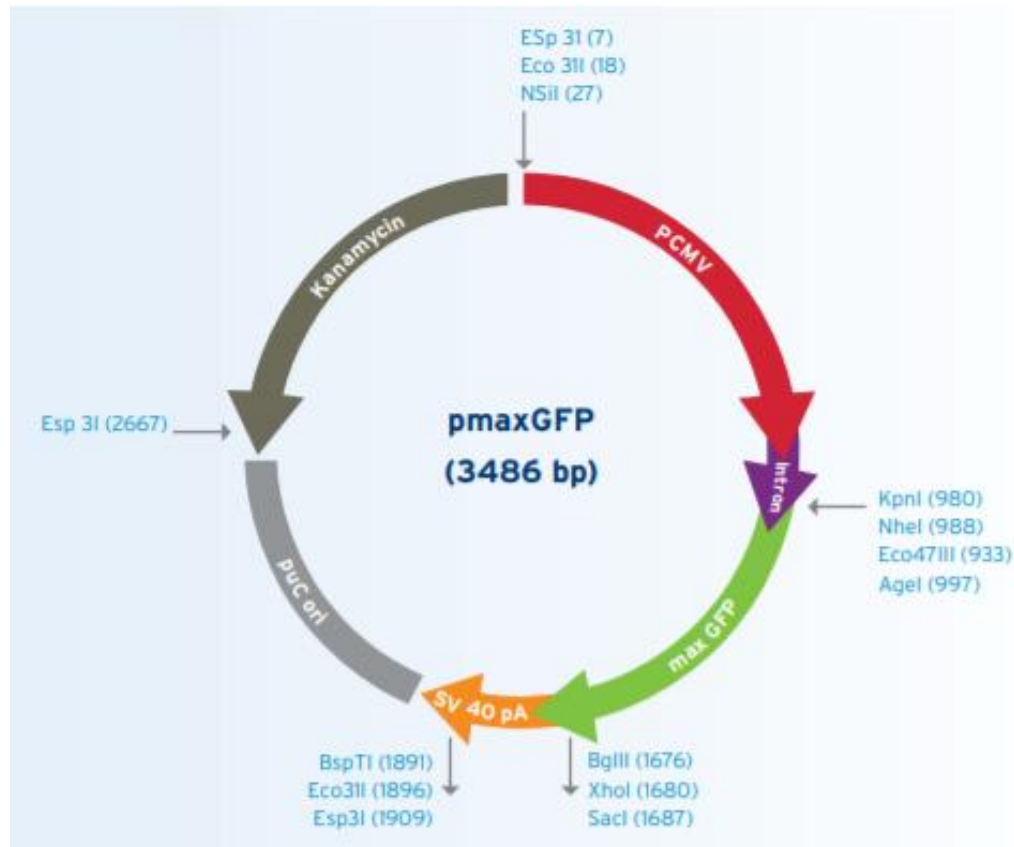 ESp 31 (7)
Eco 31I (18)
NSiI (27)
Kanamycin
PCMV
Esp 3I (2667)
pmaxGFP
(3486 bp)
Intron
KpnI (980)
NheI (988)
Eco47III (933)
AgeI (997)
puC ori
max GFP
SV 40 pA
BspTI (1891)
Eco31I (1896)
Esp3I (1909)
BglII (1676)
XhoI (1680)
SacI (1687)